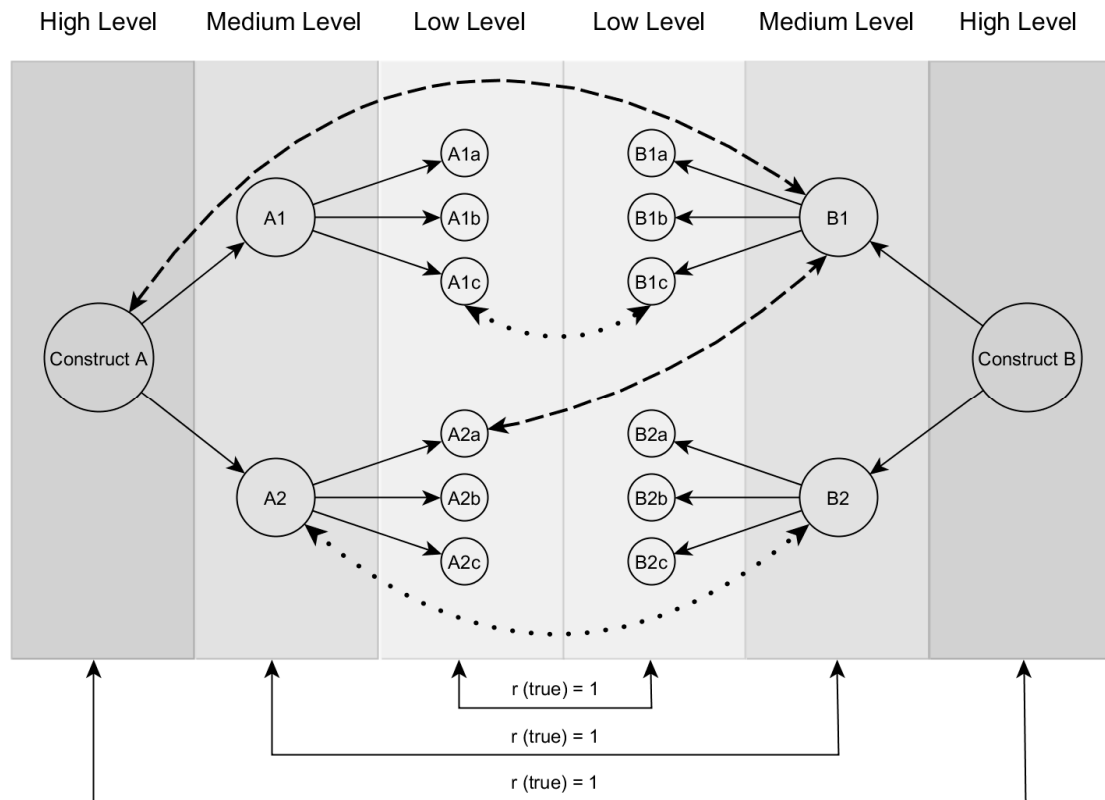 High Level Medium Level Low Level Low Level Medium Level High Level
A1a B1a
A1 A1b B1b B1
A1c B1c
Construct A Construct B
A2a B2a
A2 A2b B2b B2
A2c B2c
r (true) = 1
r (true) = 1
r (true) = 1